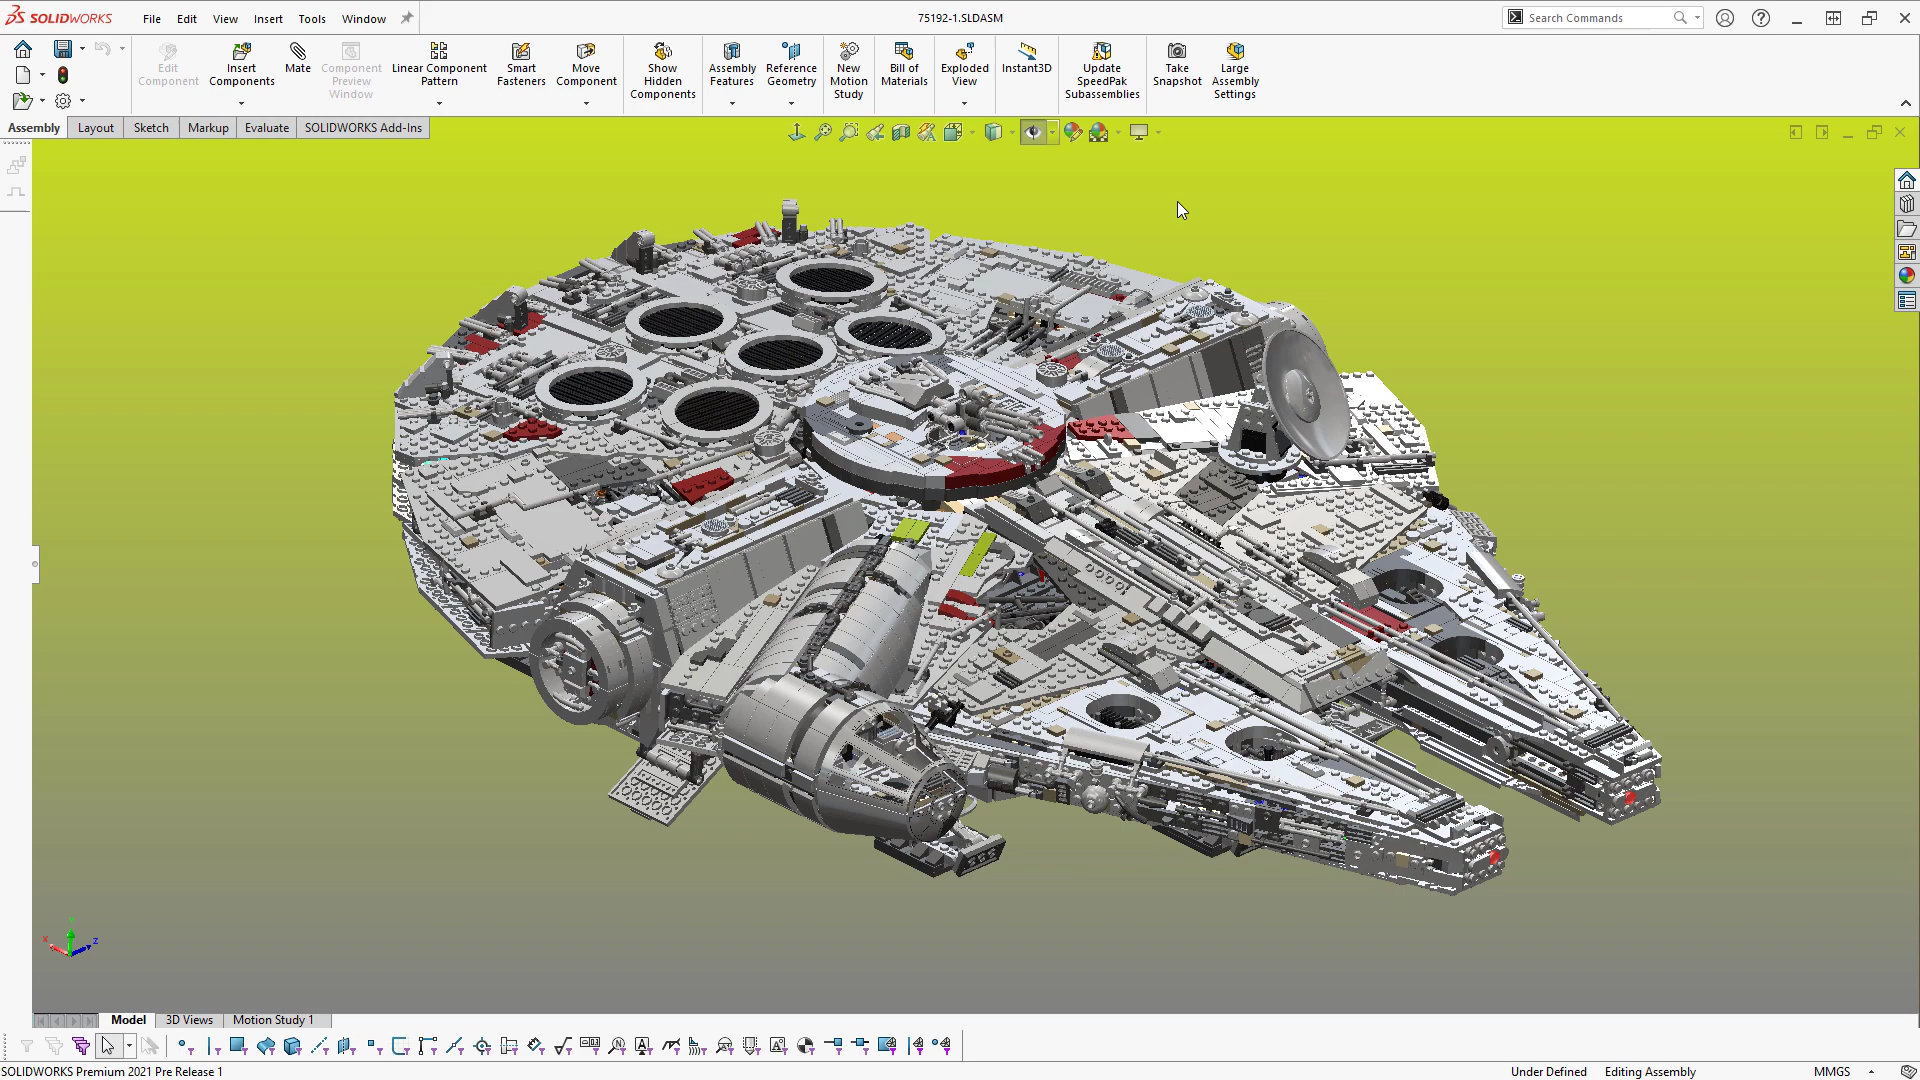 SOLIDWORKS
File Edit View Insert Tools Window
75192-1.SLDASM
Search Commands
Edit Component
Insert Components
Mate
Component Preview Window
Linear Component Pattern
Smart Fasteners
Move Component
Show Hidden Components
Assembly Features
Reference Geometry
New Motion Study
Bill of Materials
Exploded View
Instant3D
Update SpeedPak Subassemblies
Take Snapshot
Large Assembly Settings
Assembly Layout Sketch Markup Evaluate SOLIDWORKS Add-Ins
Y
X
Z
Model 3D Views Motion Study 1
SOLIDWORKS Premium 2021 Pre Release 1
Under Defined Editing Assembly MMGS